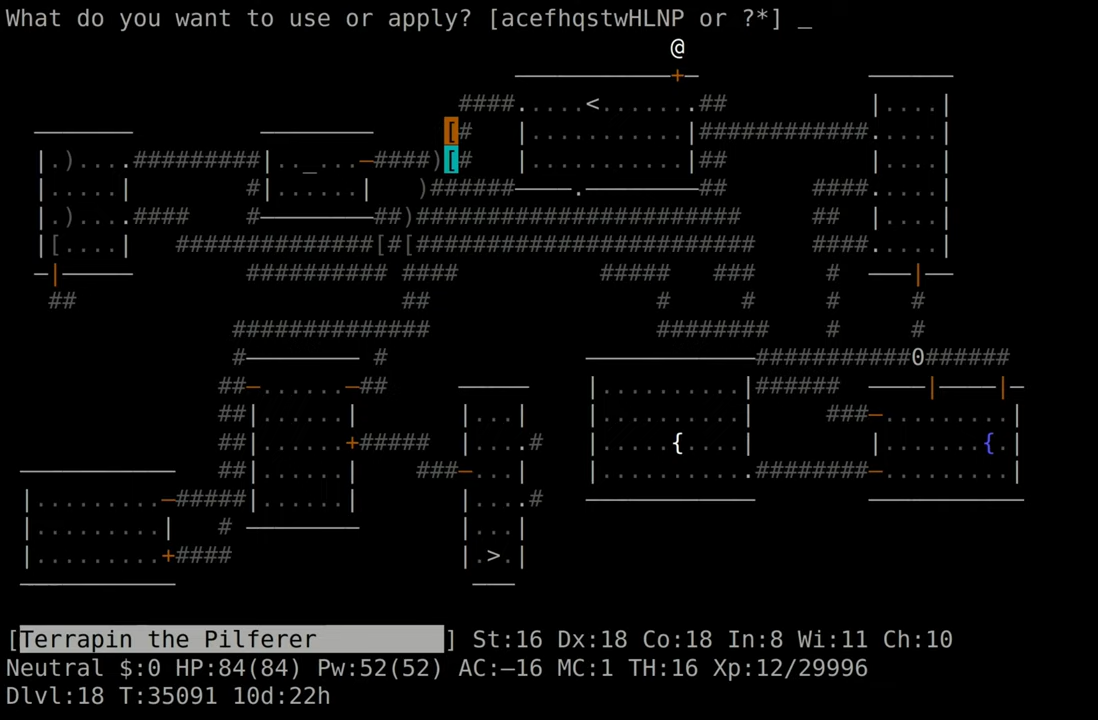 What do you want to use or apply? [acefhqstwHLNP or ?*] _
[Terrapin the Pilferer] St:16 Dx:18 Co:18 In:8 Wi:11 Ch:10
Neutral $:0 HP:84(84) Pw:52(52) AC:-16 MC:1 TH:16 Xp:12/29996
Dlvl:18 T:35091 10d:22h